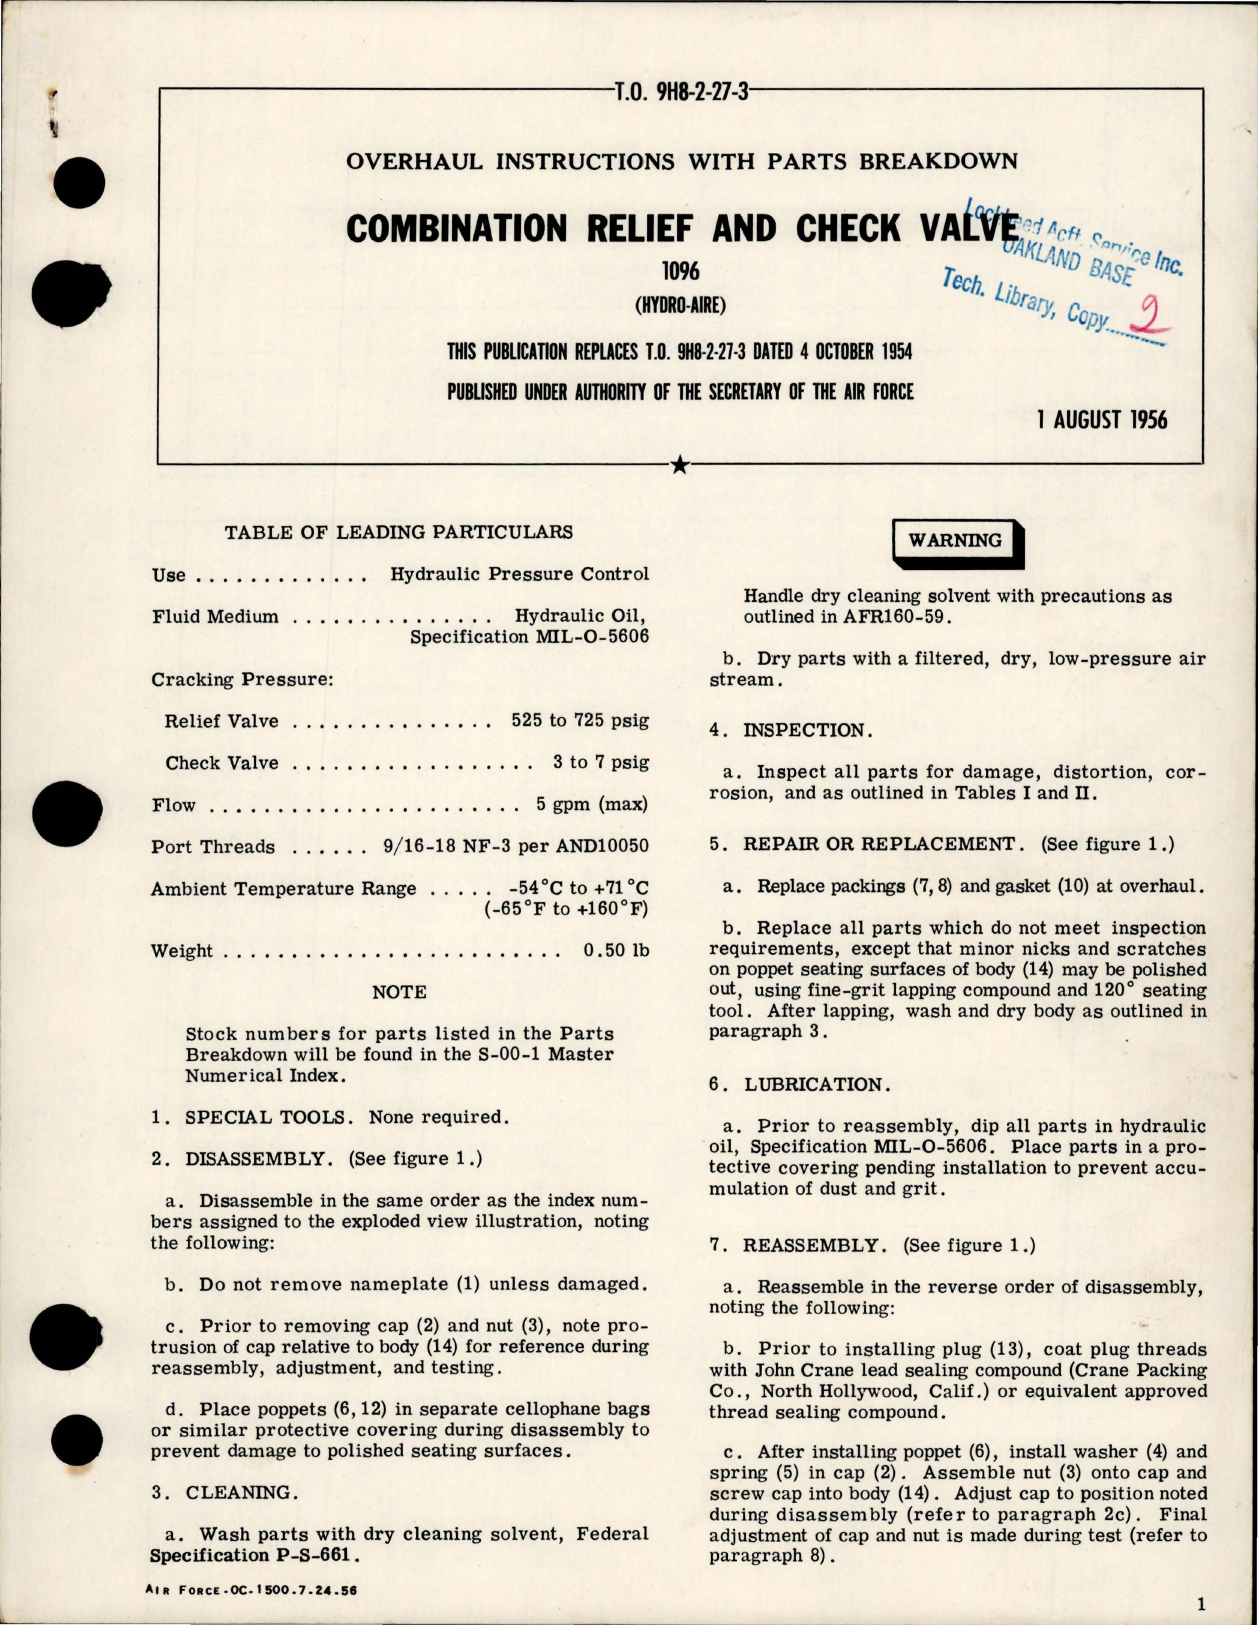 T.O. 9H8-2-27-3
OVERHAUL INSTRUCTIONS WITH PARTS BREAKDOWN
COMBINATION RELIEF AND CHECK VALVE
1096
(HYDRO-AIRE)
Lockheed Acft. Service Inc.
OAKLAND BASE
Tech. Library, Copy 2
THIS PUBLICATION REPLACES T.O. 9H8-2-27-3 DATED 4 OCTOBER 1954
PUBLISHED UNDER AUTHORITY OF THE SECRETARY OF THE AIR FORCE
1 AUGUST 1956
TABLE OF LEADING PARTICULARS
Use . . . . . . . . . . . . . Hydraulic Pressure Control
Fluid Medium . . . . . . . . . . . . . . . Hydraulic Oil,
Specification MIL-O-5606
Cracking Pressure:
Relief Valve . . . . . . . . . . . . . . . 525 to 725 psig
Check Valve . . . . . . . . . . . . . . . . . . 3 to 7 psig
Flow . . . . . . . . . . . . . . . . . . . . . . . 5 gpm (max)
Port Threads . . . . . . 9/16-18 NF-3 per AND10050
Ambient Temperature Range . . . . . -54°C to +71°C
(-65°F to +160°F)
Weight . . . . . . . . . . . . . . . . . . . . . . . . . 0.50 lb
NOTE
Stock numbers for parts listed in the Parts
Breakdown will be found in the S-00-1 Master
Numerical Index.
1. SPECIAL TOOLS. None required.
2. DISASSEMBLY. (See figure 1.)
a. Disassemble in the same order as the index num-
bers assigned to the exploded view illustration, noting
the following:
b. Do not remove nameplate (1) unless damaged.
c. Prior to removing cap (2) and nut (3), note pro-
trusion of cap relative to body (14) for reference during
reassembly, adjustment, and testing.
d. Place poppets (6,12) in separate cellophane bags
or similar protective covering during disassembly to
prevent damage to polished seating surfaces.
3. CLEANING.
a. Wash parts with dry cleaning solvent, Federal
Specification P-S-661.
WARNING
Handle dry cleaning solvent with precautions as
outlined in AFR160-59.
b. Dry parts with a filtered, dry, low-pressure air
stream.
4. INSPECTION.
a. Inspect all parts for damage, distortion, cor-
rosion, and as outlined in Tables I and II.
5. REPAIR OR REPLACEMENT. (See figure 1.)
a. Replace packings (7,8) and gasket (10) at overhaul.
b. Replace all parts which do not meet inspection
requirements, except that minor nicks and scratches
on poppet seating surfaces of body (14) may be polished
out, using fine-grit lapping compound and 120° seating
tool. After lapping, wash and dry body as outlined in
paragraph 3.
6. LUBRICATION.
a. Prior to reassembly, dip all parts in hydraulic
oil, Specification MIL-O-5606. Place parts in a pro-
tective covering pending installation to prevent accu-
mulation of dust and grit.
7. REASSEMBLY. (See figure 1.)
a. Reassemble in the reverse order of disassembly,
noting the following:
b. Prior to installing plug (13), coat plug threads
with John Crane lead sealing compound (Crane Packing
Co., North Hollywood, Calif.) or equivalent approved
thread sealing compound.
c. After installing poppet (6), install washer (4) and
spring (5) in cap (2). Assemble nut (3) onto cap and
screw cap into body (14). Adjust cap to position noted
during disassembly (refer to paragraph 2c). Final
adjustment of cap and nut is made during test (refer to
paragraph 8).
AIR FORCE-OC-1500.7-24-56
1